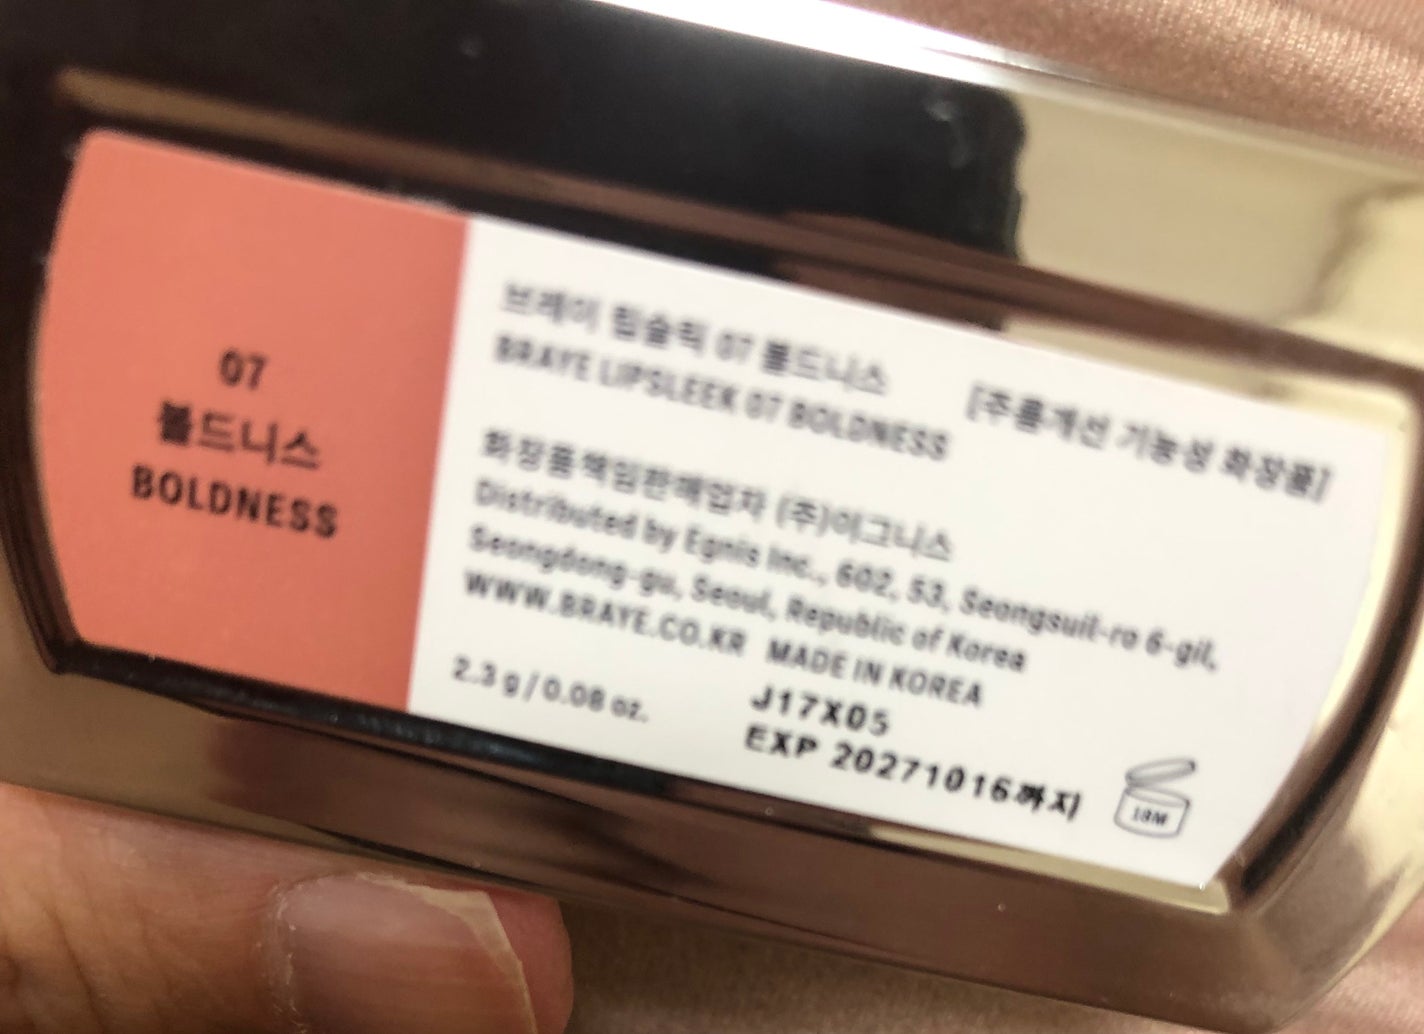 07
볼드니스
BOLDNESS
브레이 립슬릭 07 볼드니스
BRAYE LIPSLEEK 07 BOLDNESS
[주름개선 기능성 화장품]
화장품책임판매업자 (주)이그니스
Distributed by Egnis Inc., 602, 53, Seongsuil-ro 6-gil,
Seongdong-gu, Seoul, Republic of Korea
WWW.BRAYE.CO.KR MADE IN KOREA
2.3 g / 0.08 oz.
J17X05
EXP 20271016까지
18M